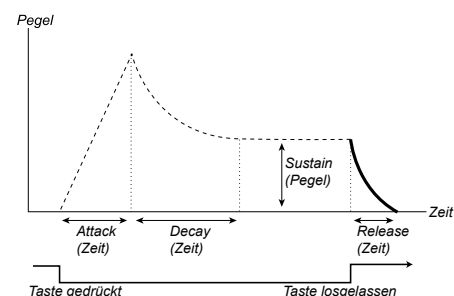 Pegel
Sustain
(Pegel)
Zeit
Attack
(Zeit)
Decay
(Zeit)
Release
(Zeit)
Taste gedrückt
Taste losgelassen